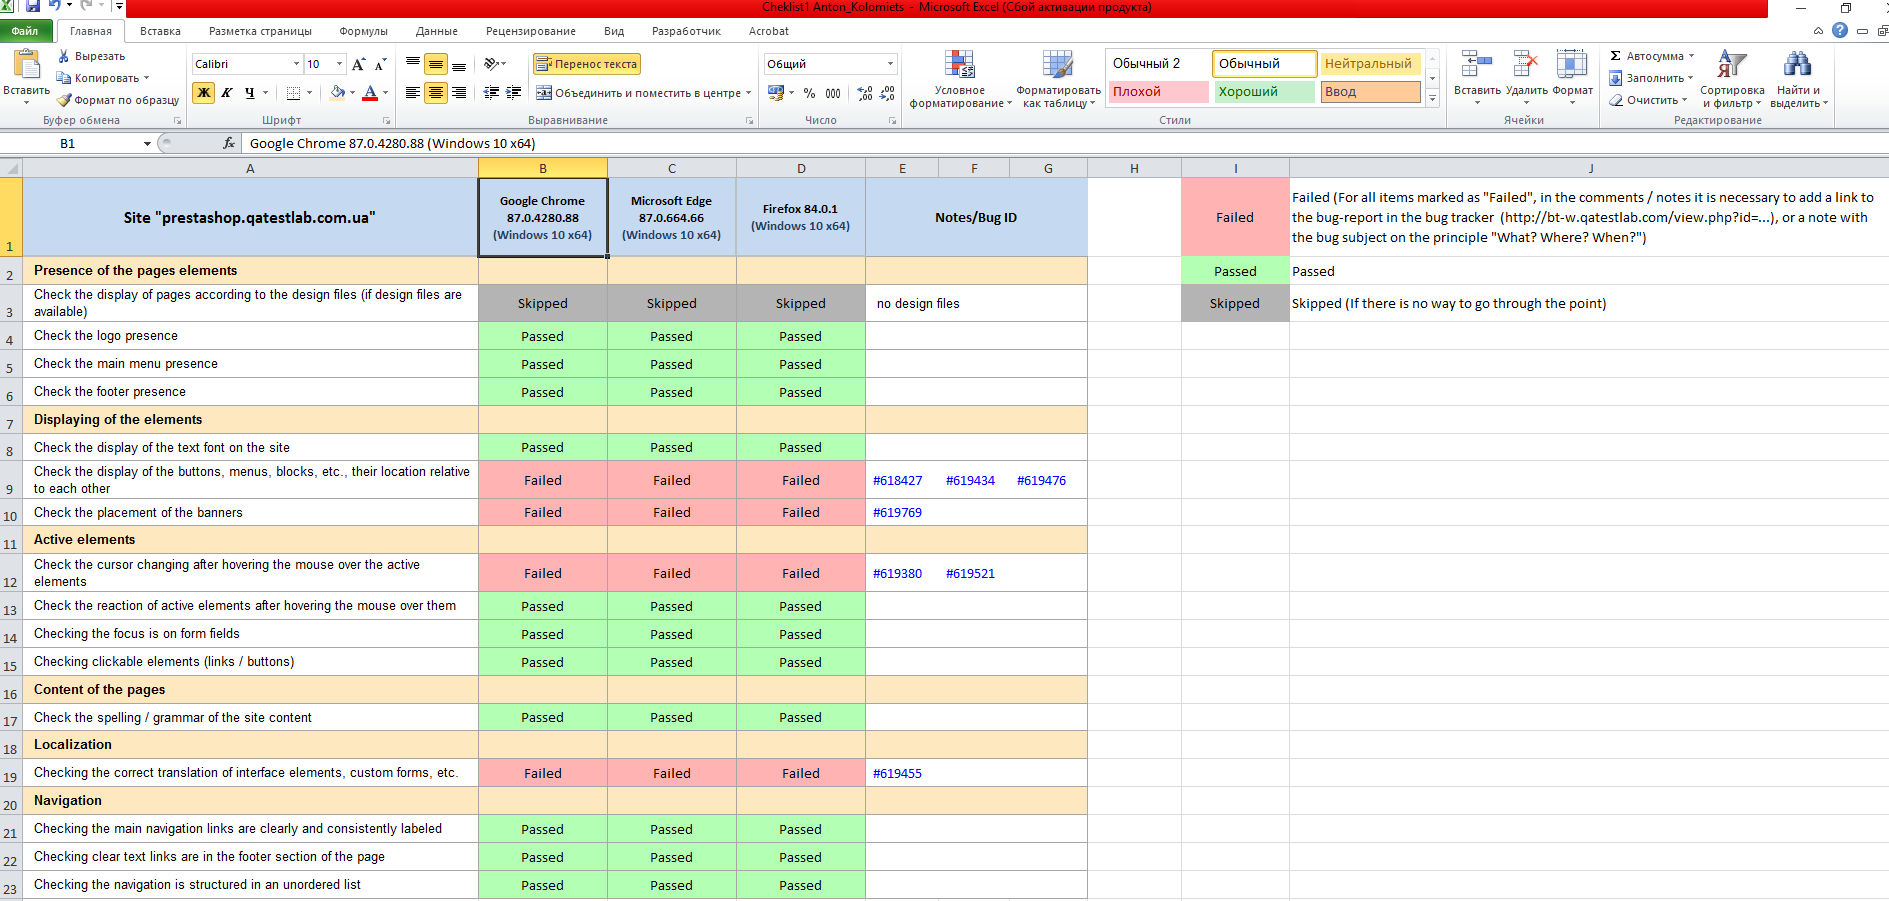 Cheklist1 Anton_Kolomiets - Microsoft Excel (Сбой активации продукта)
Файл Главная Вставка Разметка страницы Формулы Данные Рецензирование Вид Разработчик Acrobat
Вставить
Вырезать
Копировать
Формат по образцу
Буфер обмена
Calibri 10
Ж К Ч А
Шрифт
Перенос текста
Объединить и поместить в центре
Выравнивание
Общий
% 000
Число
Условное форматирование
Форматировать как таблицу
Обычный 2 Обычный Нейтральный
Плохой Хороший Ввод
Стили
Вставить Удалить Формат
Ячейки
Σ Автосумма
Заполнить
Очистить
Сортировка и фильтр
Найти и выделить
Редактирование
B1 fx Google Chrome 87.0.4280.88 (Windows 10 x64)
A B C D E F G H I J
1 Site "prestashop.qatestlab.com.ua" Google Chrome 87.0.4280.88 (Windows 10 x64) Microsoft Edge 87.0.664.66 (Windows 10 x64) Firefox 84.0.1 (Windows 10 x64) Notes/Bug ID Failed
Failed (For all items marked as "Failed", in the comments / notes it is necessary to add a link to
the bug-report in the bug tracker (http://bt-w.qatestlab.com/view.php?id=...), or a note with
the bug subject on the principle "What? Where? When?")
2 Presence of the pages elements Passed Passed
3 Check the display of pages according to the design files (if design files are
available) Skipped Skipped Skipped no design files Skipped Skipped (If there is no way to go through the point)
4 Check the logo presence Passed Passed Passed
5 Check the main menu presence Passed Passed Passed
6 Check the footer presence Passed Passed Passed
7 Displaying of the elements
8 Check the display of the text font on the site Passed Passed Passed
9 Check the display of the buttons, menus, blocks, etc., their location relative
to each other Failed Failed Failed #618427 #619434 #619476
10 Check the placement of the banners Failed Failed Failed #619769
11 Active elements
12 Check the cursor changing after hovering the mouse over the active
elements Failed Failed Failed #619380 #619521
13 Check the reaction of active elements after hovering the mouse over them Passed Passed Passed
14 Checking the focus is on form fields Passed Passed Passed
15 Checking clickable elements (links / buttons) Passed Passed Passed
16 Content of the pages
17 Check the spelling / grammar of the site content Passed Passed Passed
18 Localization
19 Checking the correct translation of interface elements, custom forms, etc. Failed Failed Failed #619455
20 Navigation
21 Checking the main navigation links are clearly and consistently labeled Passed Passed Passed
22 Checking clear text links are in the footer section of the page Passed Passed Passed
23 Checking the navigation is structured in an unordered list Passed Passed Passed